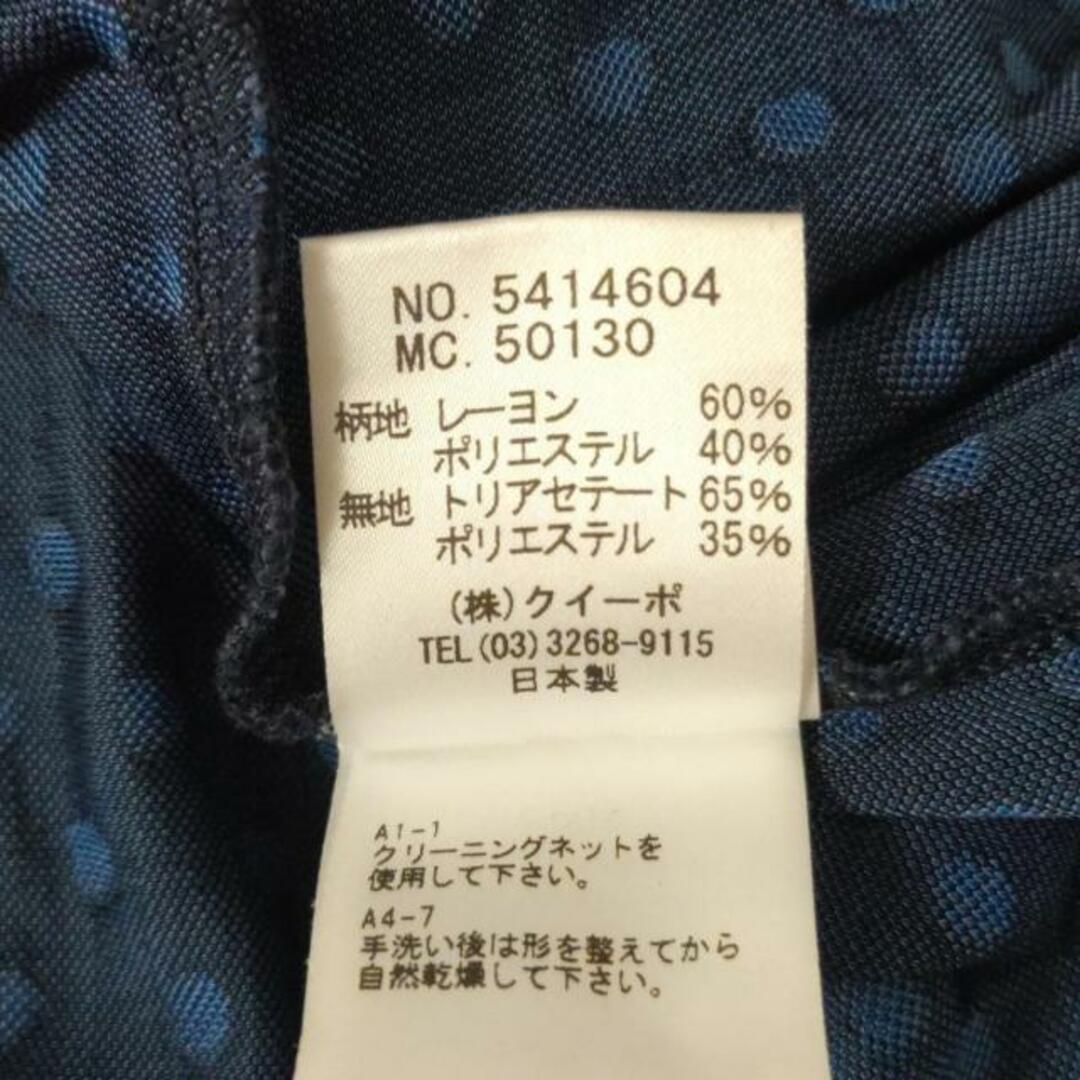 NO. 5414604
MC. 50130
柄地 レーヨン 60%
ポリエステル 40%
無地 トリアセテート 65%
ポリエステル 35%
(株)クイーポ
TEL(03)3268-9115
日本製
A1-1
クリーニングネットを
使用して下さい。
A4-7
手洗い後は形を整えてから
自然乾燥して下さい。